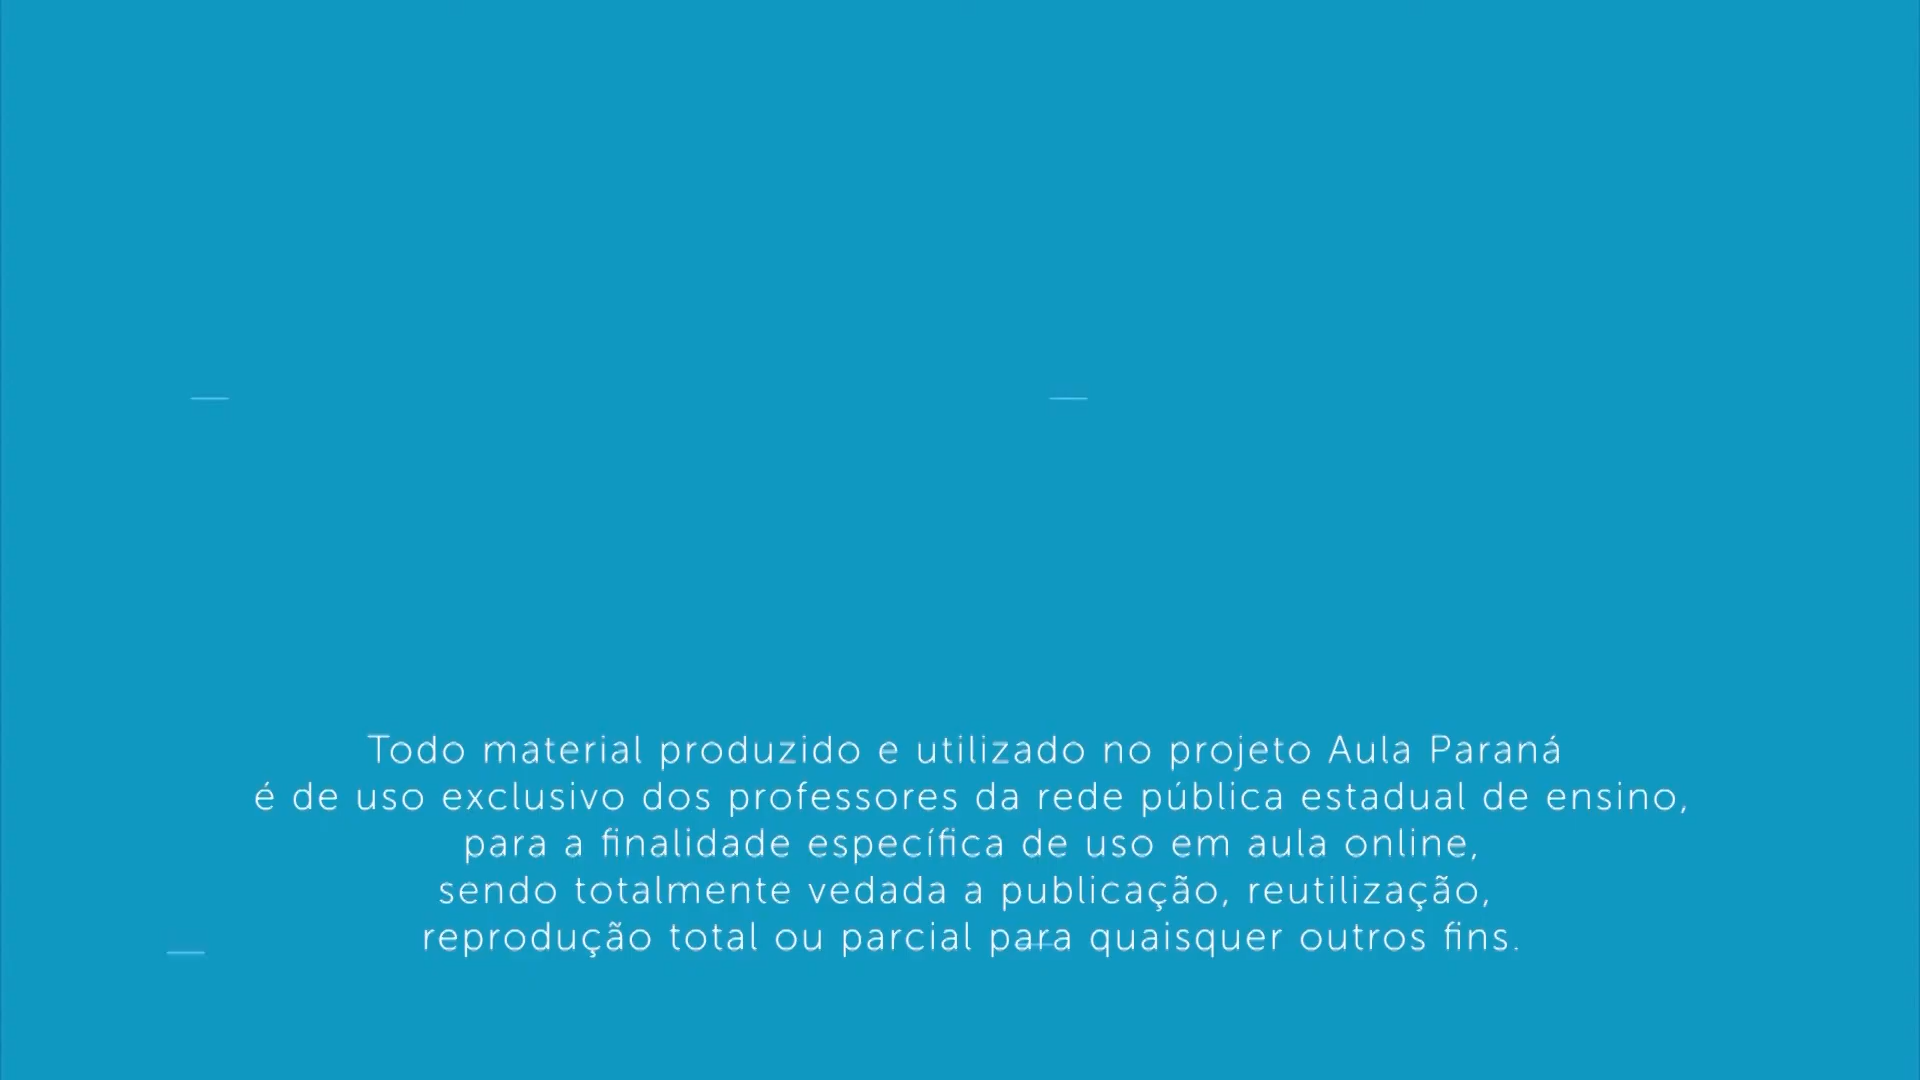 Todo material produzido e utilizado no projeto Aula Paraná
é de uso exclusivo dos professores da rede pública estadual de ensino,
para a finalidade específica de uso em aula online,
sendo totalmente vedada a publicação, reutilização,
reprodução total ou parcial para quaisquer outros fins.